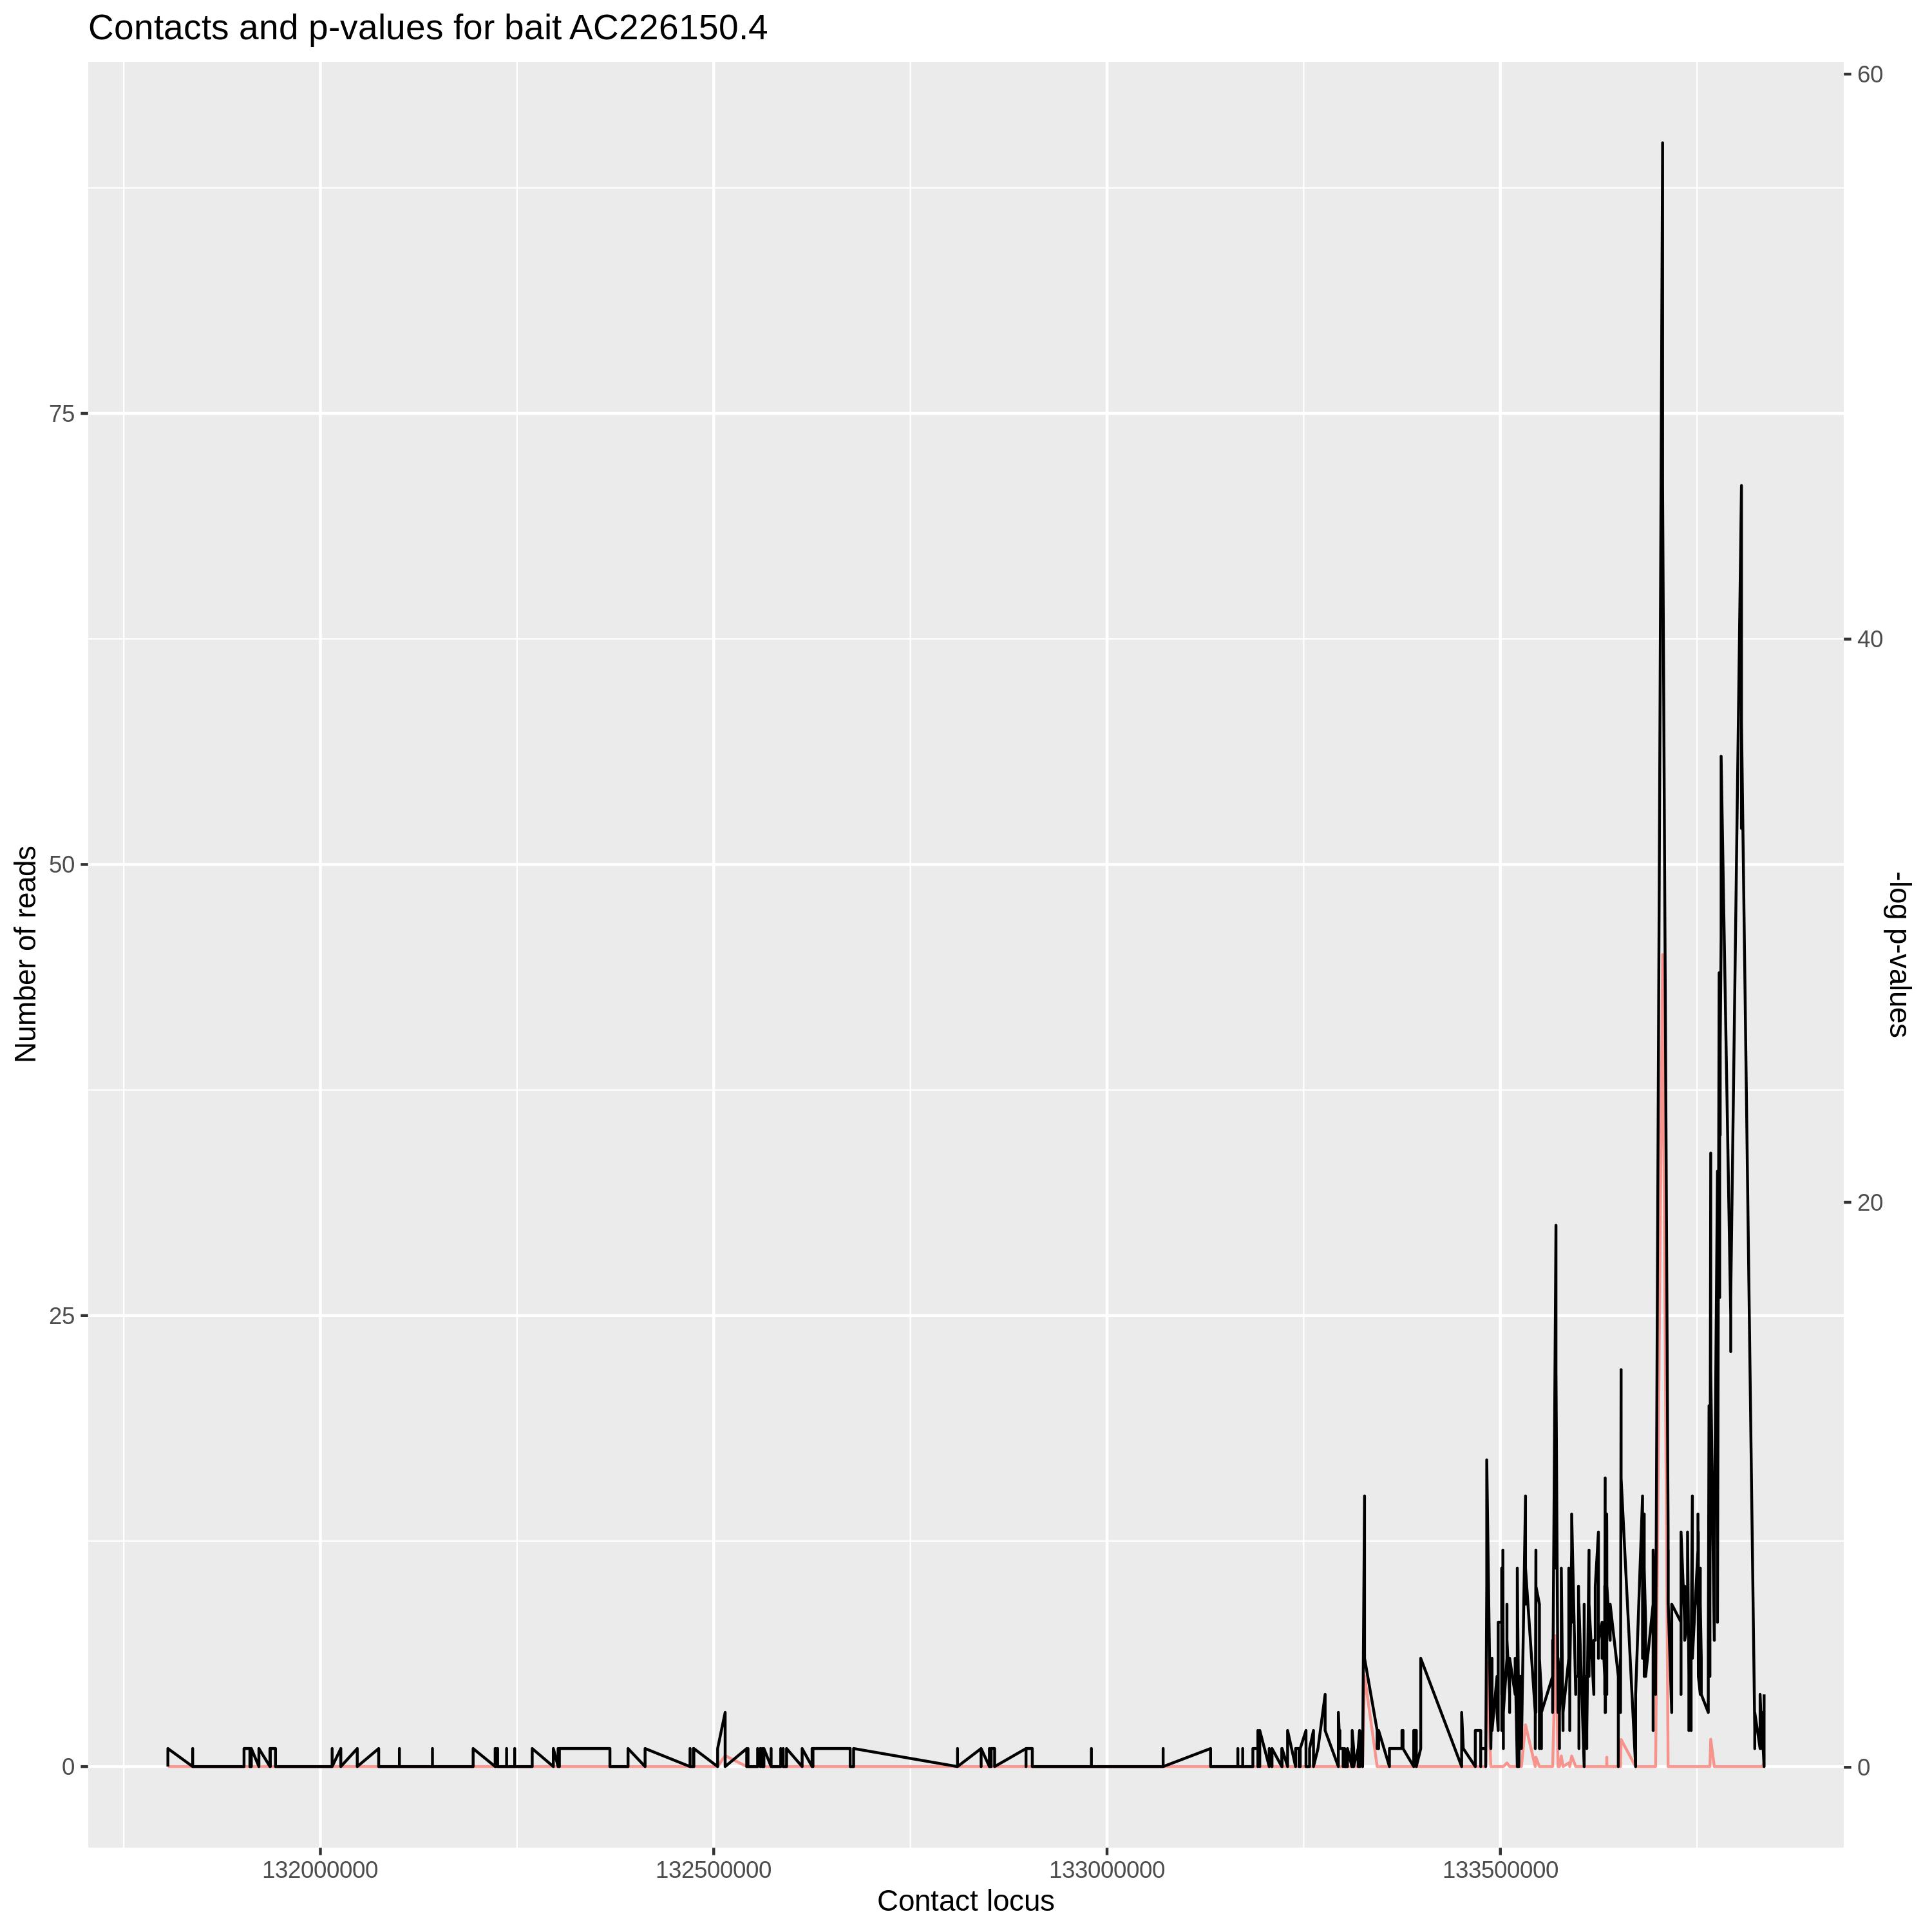 Contacts and p-values for bait AC226150.4
60
75
40
50
Number of reads
-log p-values
20
25
0
0
132000000 132500000 133000000 133500000
Contact locus